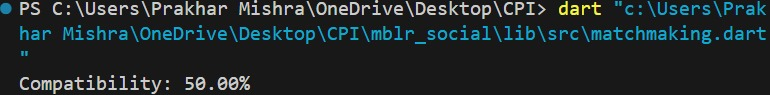 PS C:\Users\Prakhar Mishra\OneDrive\Desktop\CPI> dart "c:\Users\Prak
har Mishra\OneDrive\Desktop\CPI\mblr_social\lib\src\matchmaking.dart
"
Compatibility: 50.00%